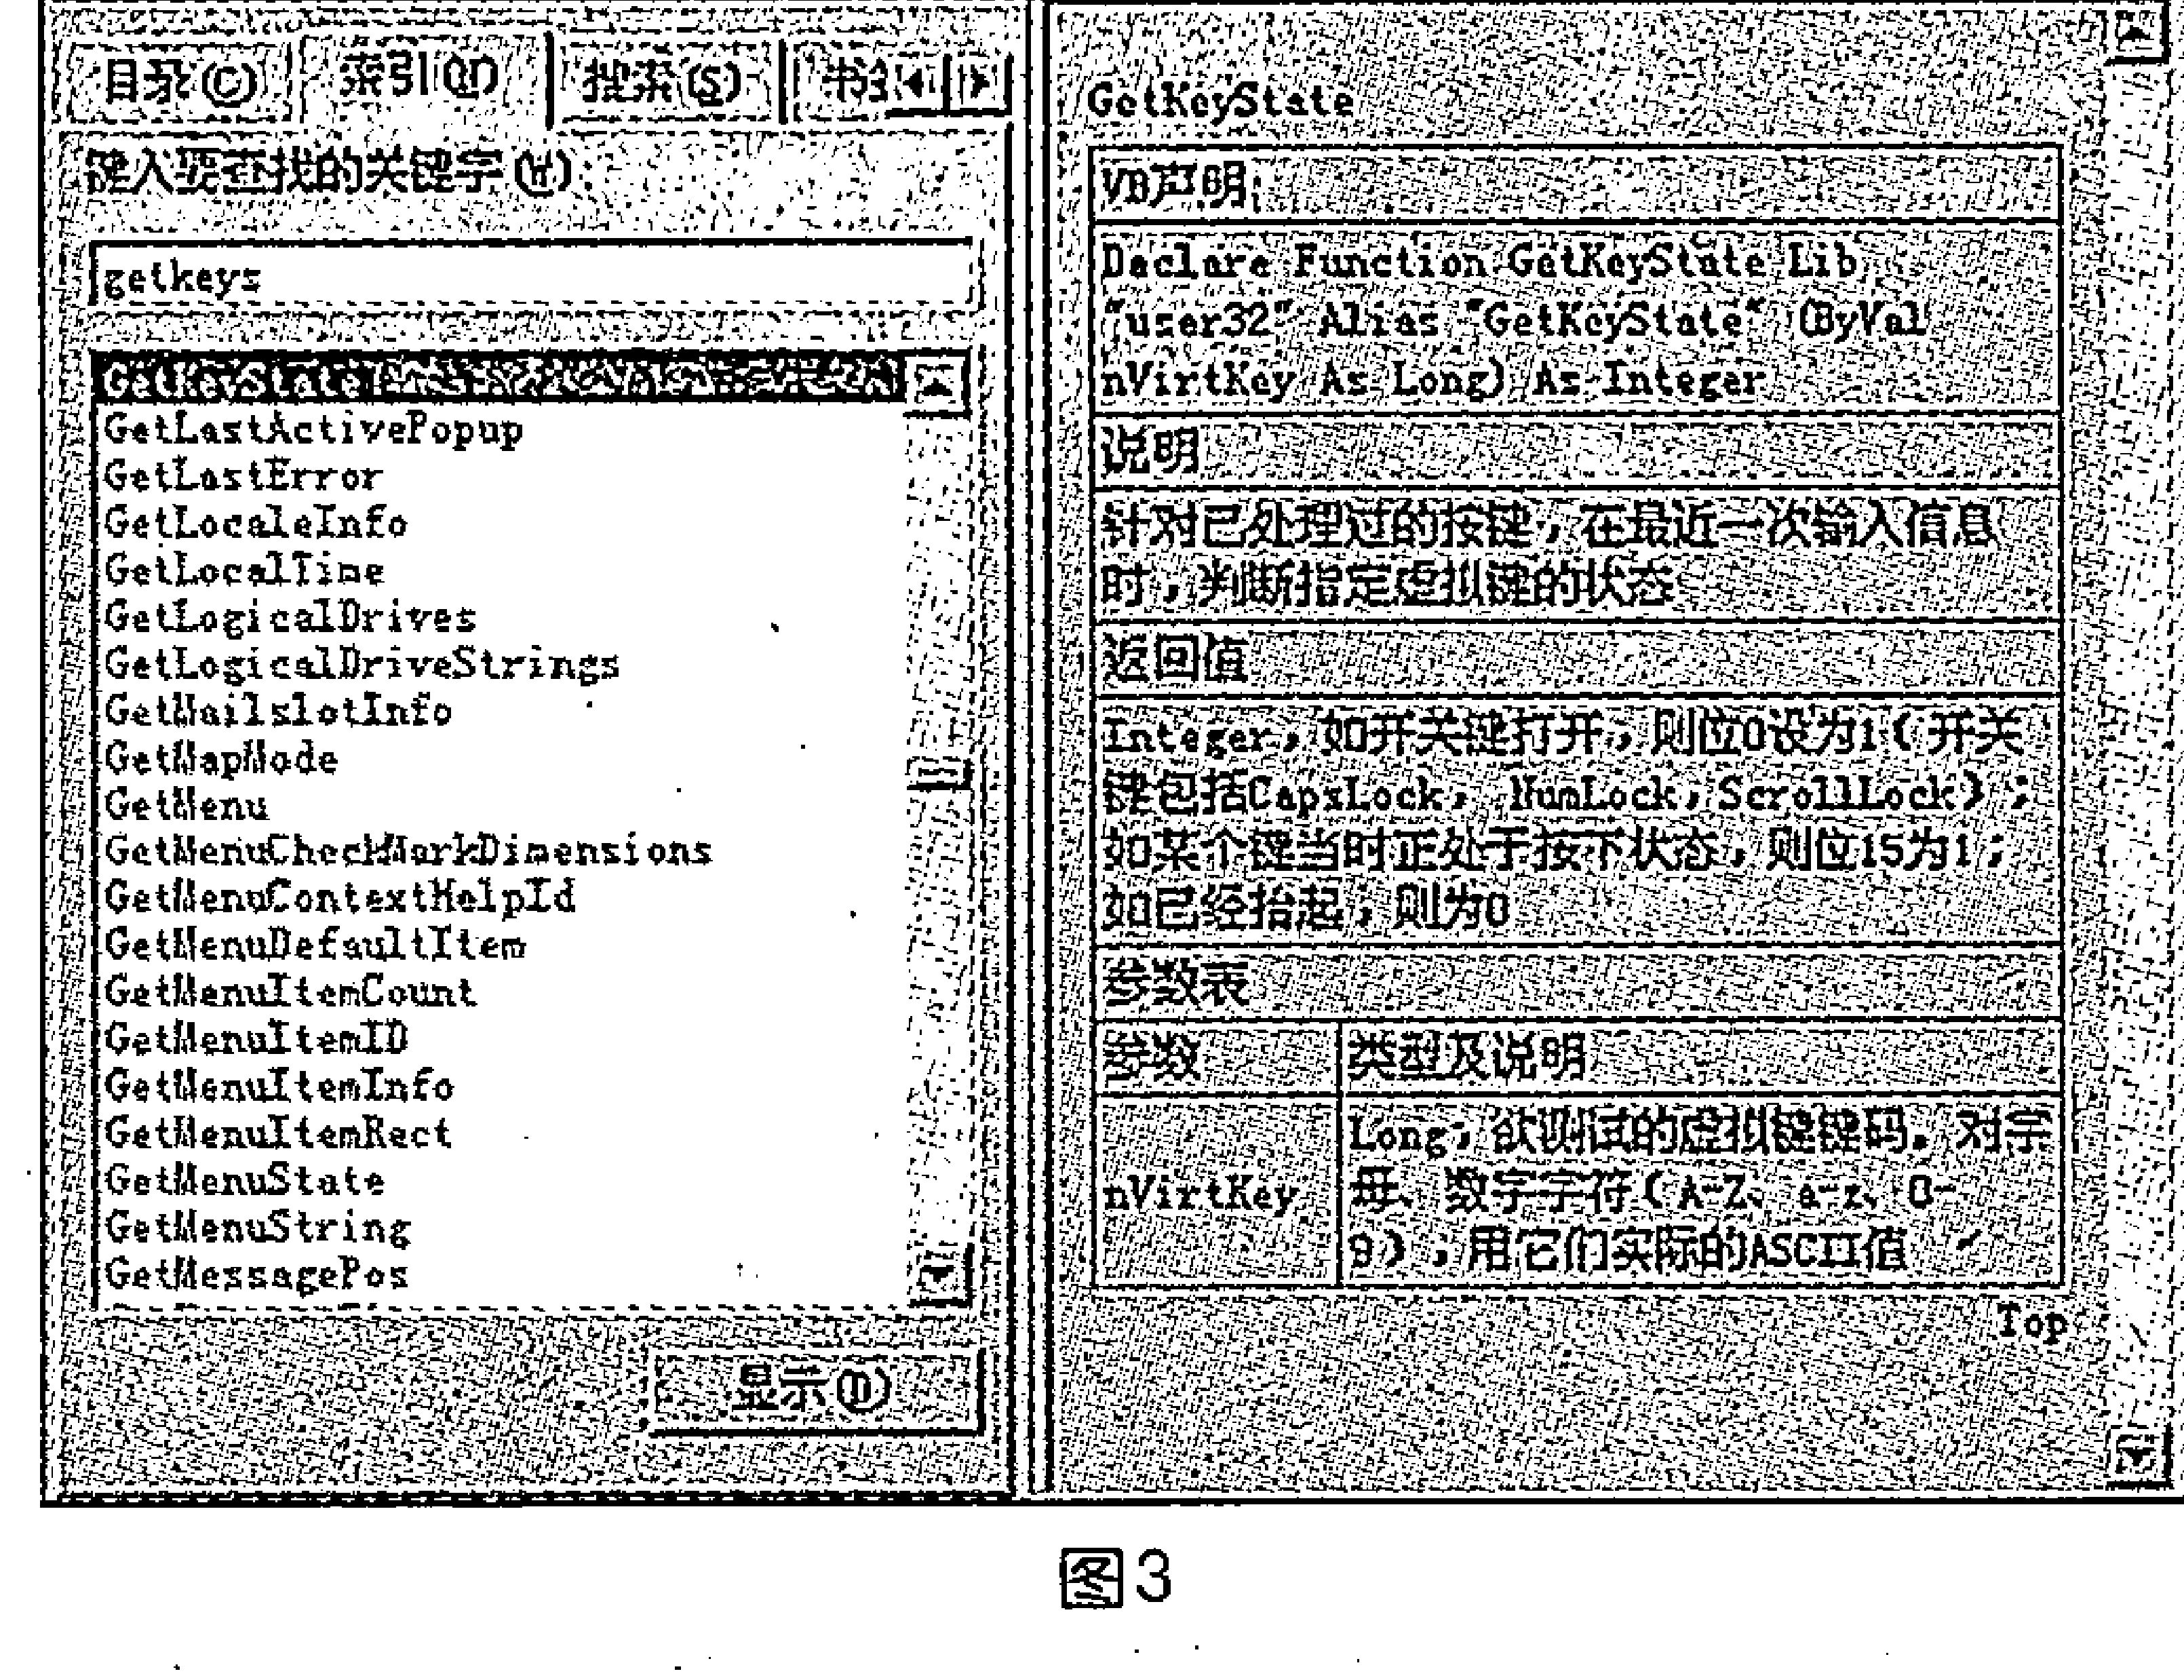 目录(C) 索引(N) 搜索(S)
键入要查找的关键字(W):
getkeys
GetKeyState
GetLastActivePopup
GetLastError
GetLocaleInfo
GetLocalTime
GetLogicalDrives
GetLogicalDriveStrings
GetMailslotInfo
GetMapMode
GetMenu
GetMenuCheckMarkDimensions
GetMenuContextHelpId
GetMenuDefaultItem
GetMenuItemCount
GetMenuItemID
GetMenuItemInfo
GetMenuItemRect
GetMenuState
GetMenuString
GetMessagePos
显示(D)
GetKeyState
VB声明
Declare Function GetKeyState Lib
"user32" Alias "GetKeyState" (ByVal
nVirtKey As Long) As Integer
说明
针对已处理过的按键，在最近一次输入信息
时，判断指定虚拟键的状态
返回值
Integer，如开关键打开，则位0设为1（开关
键包括CapsLock，NumLock，ScrollLock）；
如某个键当时正处于按下状态，则位15为1；
如已经抬起，则为0
参数表
参数 类型及说明
nVirtKey Long，欲测试的虚拟键键码。对字
母、数字字符（A-Z、a-z、0-
9），用它们实际的ASCII值
Top
图3